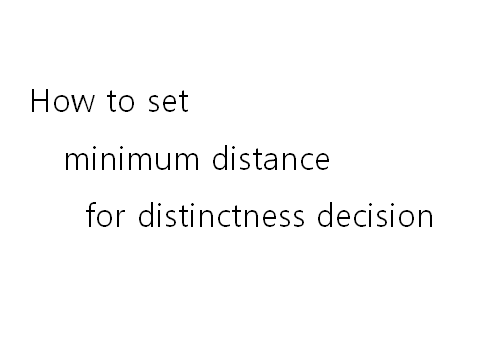 How to set
minimum distance
for distinctness decision